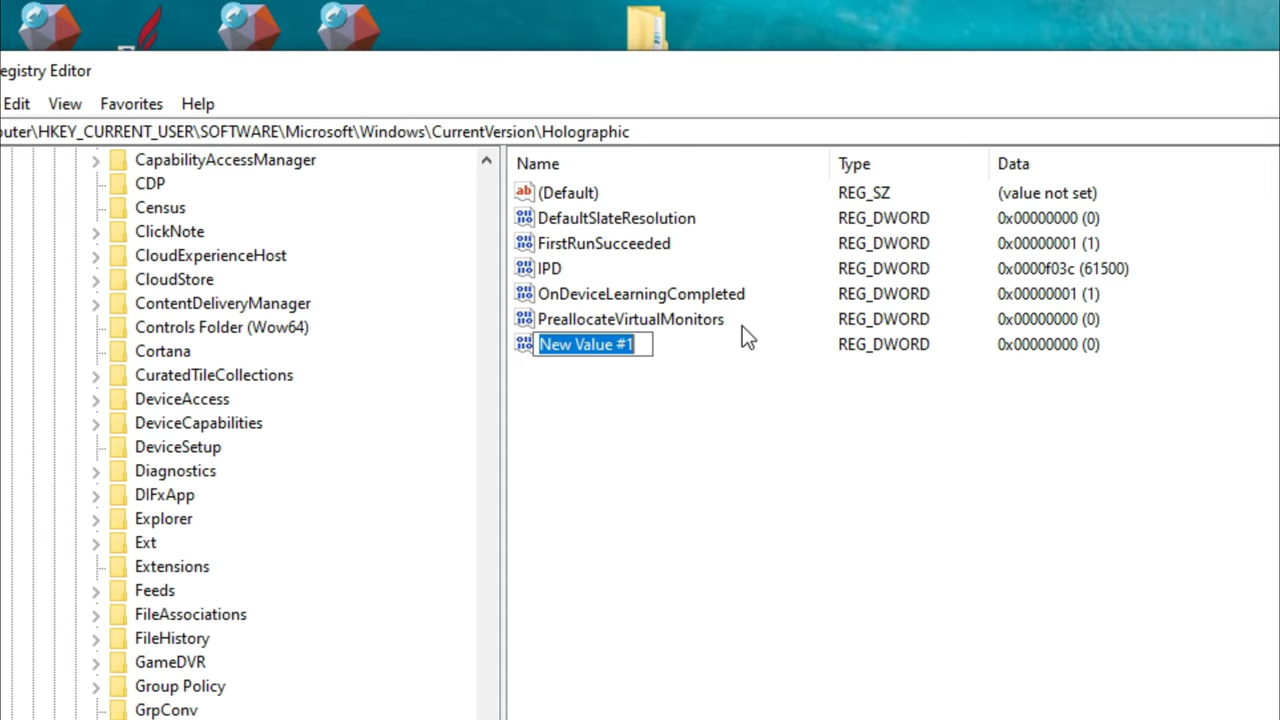 egistry Editor
Edit View Favorites Help
outer\HKEY_CURRENT_USER\SOFTWARE\Microsoft\Windows\CurrentVersion\Holographic
CapabilityAccessManager
CDP
Census
ClickNote
CloudExperienceHost
CloudStore
ContentDeliveryManager
Controls Folder (Wow64)
Cortana
CuratedTileCollections
DeviceAccess
DeviceCapabilities
DeviceSetup
Diagnostics
DIFxApp
Explorer
Ext
Extensions
Feeds
FileAssociations
FileHistory
GameDVR
Group Policy
GrpConv
Name Type Data
(Default) REG_SZ (value not set)
DefaultSlateResolution REG_DWORD 0x00000000 (0)
FirstRunSucceeded REG_DWORD 0x00000001 (1)
IPD REG_DWORD 0x0000f03c (61500)
OnDeviceLearningCompleted REG_DWORD 0x00000001 (1)
PreallocateVirtualMonitors REG_DWORD 0x00000000 (0)
New Value #1 REG_DWORD 0x00000000 (0)